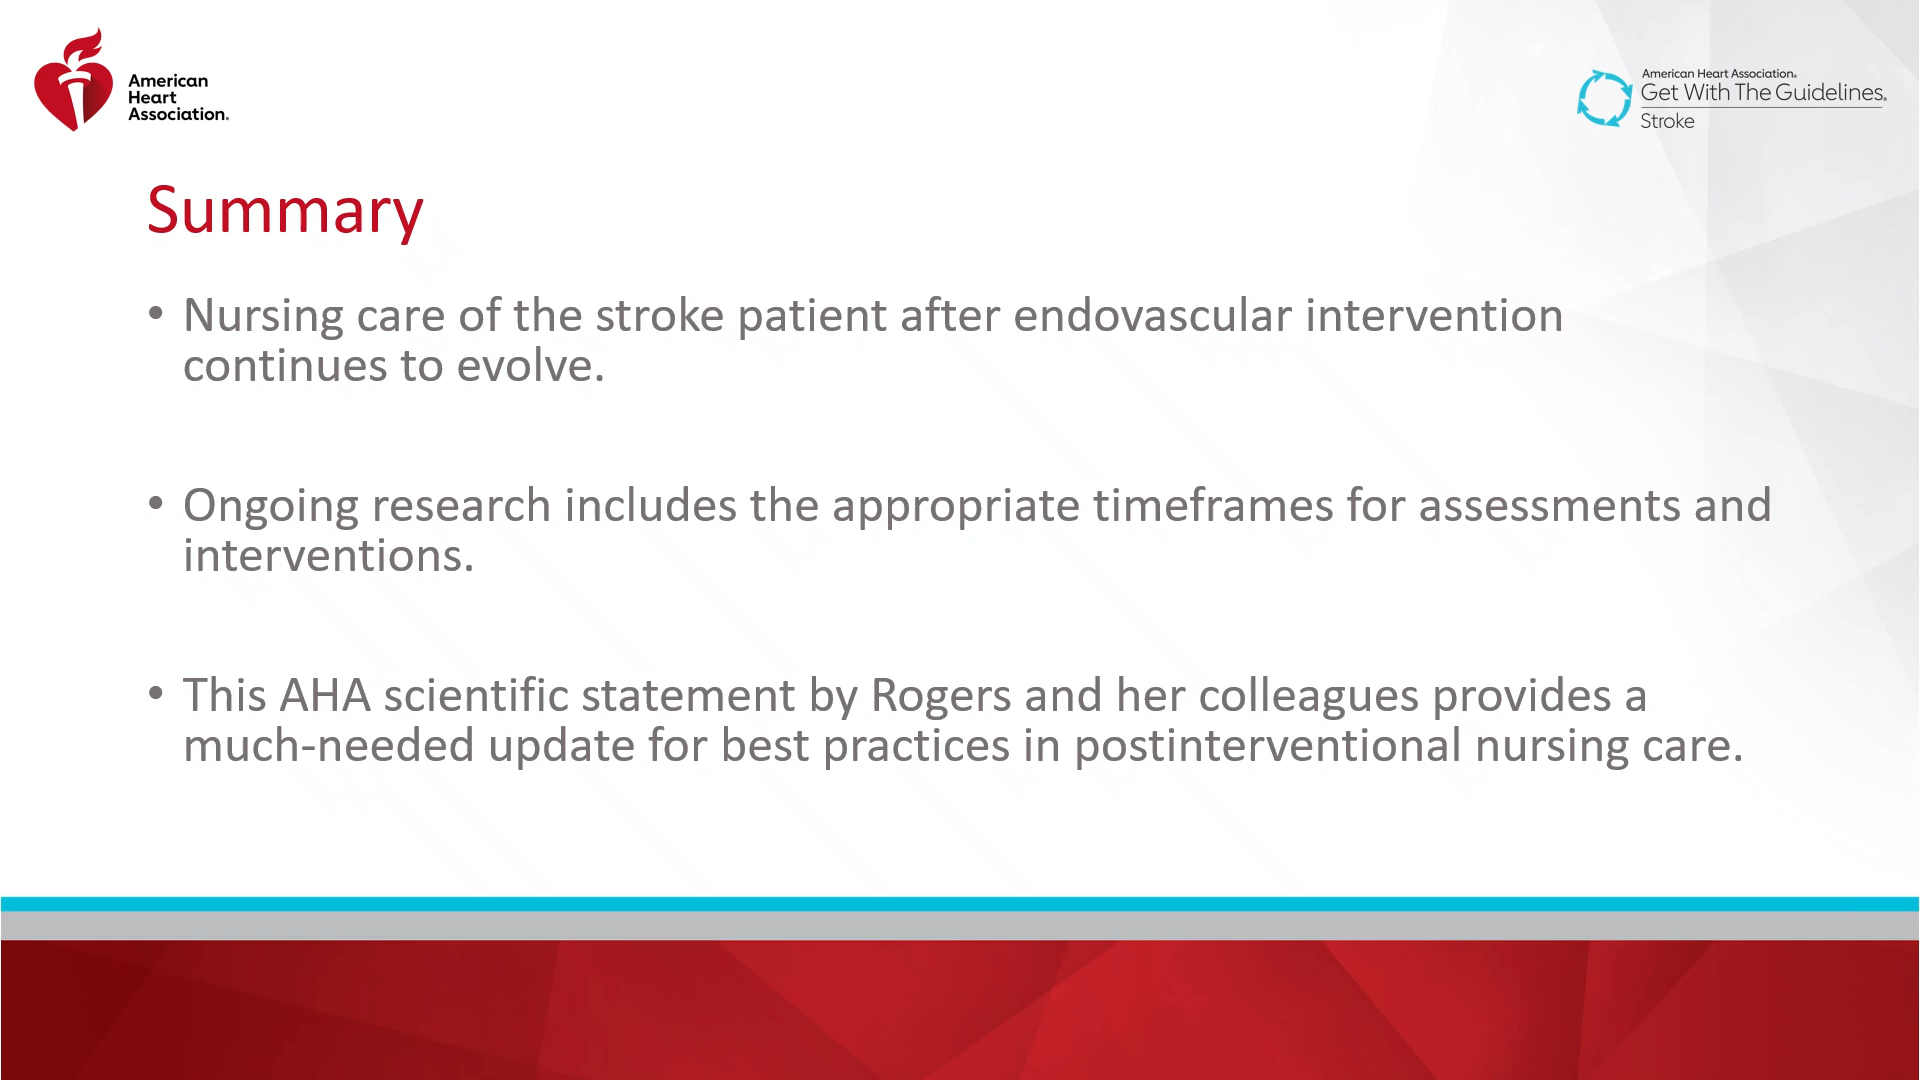 American
Heart
Association.
American Heart Association.
Get With The Guidelines.
Stroke
Summary
• Nursing care of the stroke patient after endovascular intervention
continues to evolve.
• Ongoing research includes the appropriate timeframes for assessments and
interventions.
• This AHA scientific statement by Rogers and her colleagues provides a
much-needed update for best practices in postinterventional nursing care.